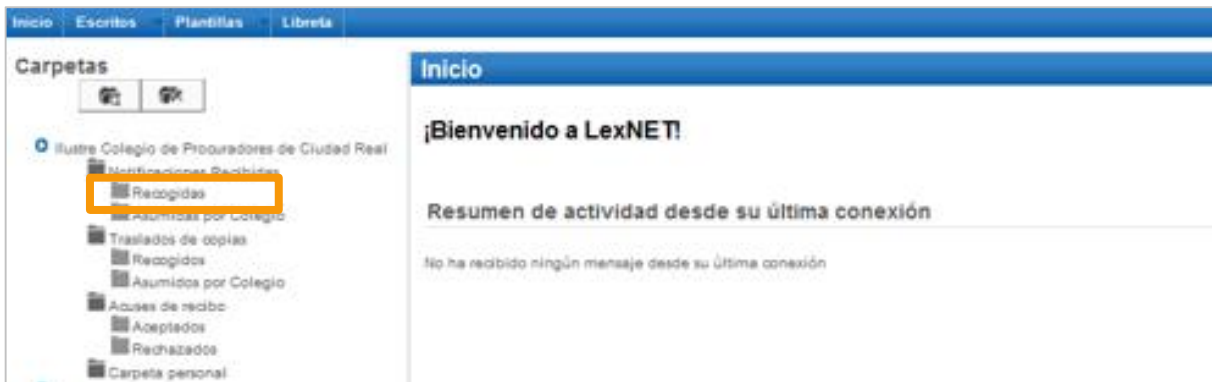 Inicio Escritos Plantillas Libreta
Carpetas
Ilustre Colegio de Procuradores de Ciudad Real
Notificaciones Recibidas
Recogidas
Asumidas por Colegio
Traslados de copias
Recogidos
Asumidos por Colegio
Acuses de recibo
Aceptados
Rechazados
Carpeta personal
Inicio
¡Bienvenido a LexNET!
Resumen de actividad desde su última conexión
No ha recibido ningún mensaje desde su última conexión